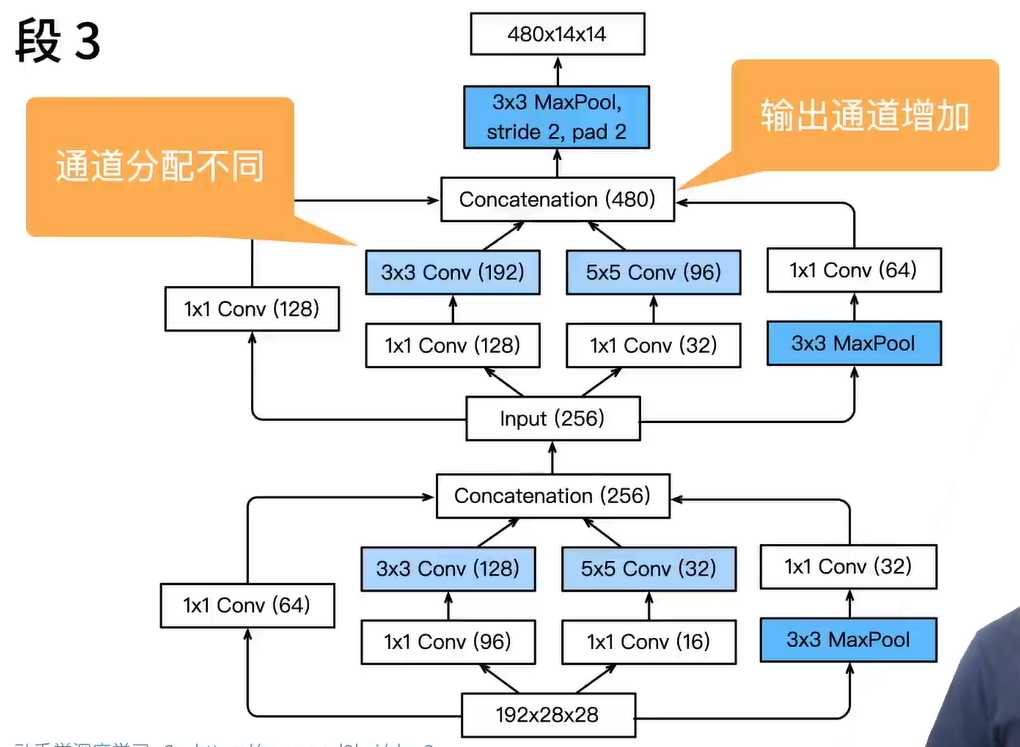 段 3
480x14x14
3x3 MaxPool,
stride 2, pad 2
输出通道增加
通道分配不同
Concatenation (480)
3x3 Conv (192)
5x5 Conv (96)
1x1 Conv (64)
1x1 Conv (128)
1x1 Conv (128)
1x1 Conv (32)
3x3 MaxPool
Input (256)
Concatenation (256)
3x3 Conv (128)
5x5 Conv (32)
1x1 Conv (32)
1x1 Conv (64)
1x1 Conv (96)
1x1 Conv (16)
3x3 MaxPool
192x28x28